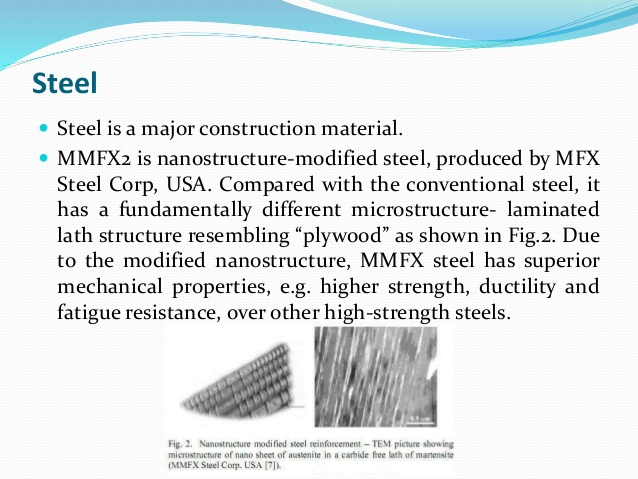 Steel
• Steel is a major construction material.
• MMFX2 is nanostructure-modified steel, produced by MFX
Steel Corp, USA. Compared with the conventional steel, it
has a fundamentally different microstructure- laminated
lath structure resembling “plywood” as shown in Fig.2. Due
to the modified nanostructure, MMFX steel has superior
mechanical properties, e.g. higher strength, ductility and
fatigue resistance, over other high-strength steels.
Fig. 2. Nanostructure modified steel reinforcement – TEM picture showing
microstructure of nano sheet of austenite in a carbide free lath of martensite
(MMFX Steel Corp. USA [7]).